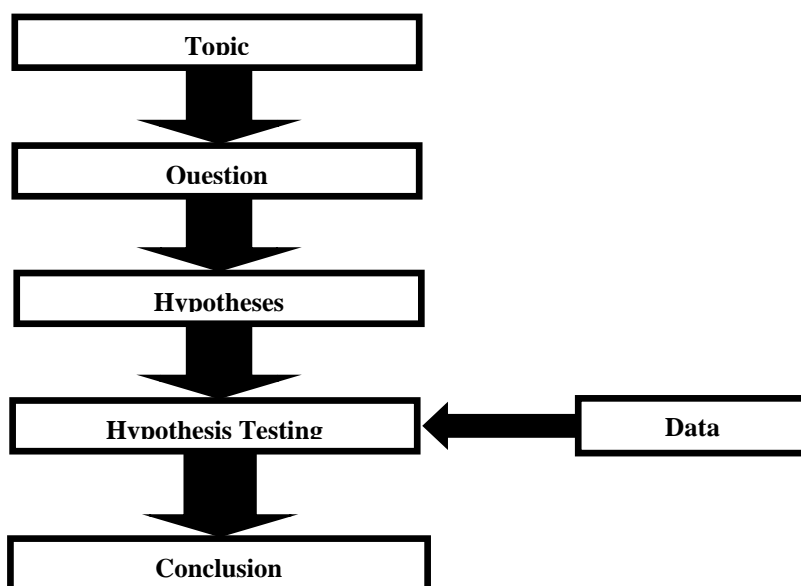 Topic
Question
Hypotheses
Hypothesis Testing
Data
Conclusion